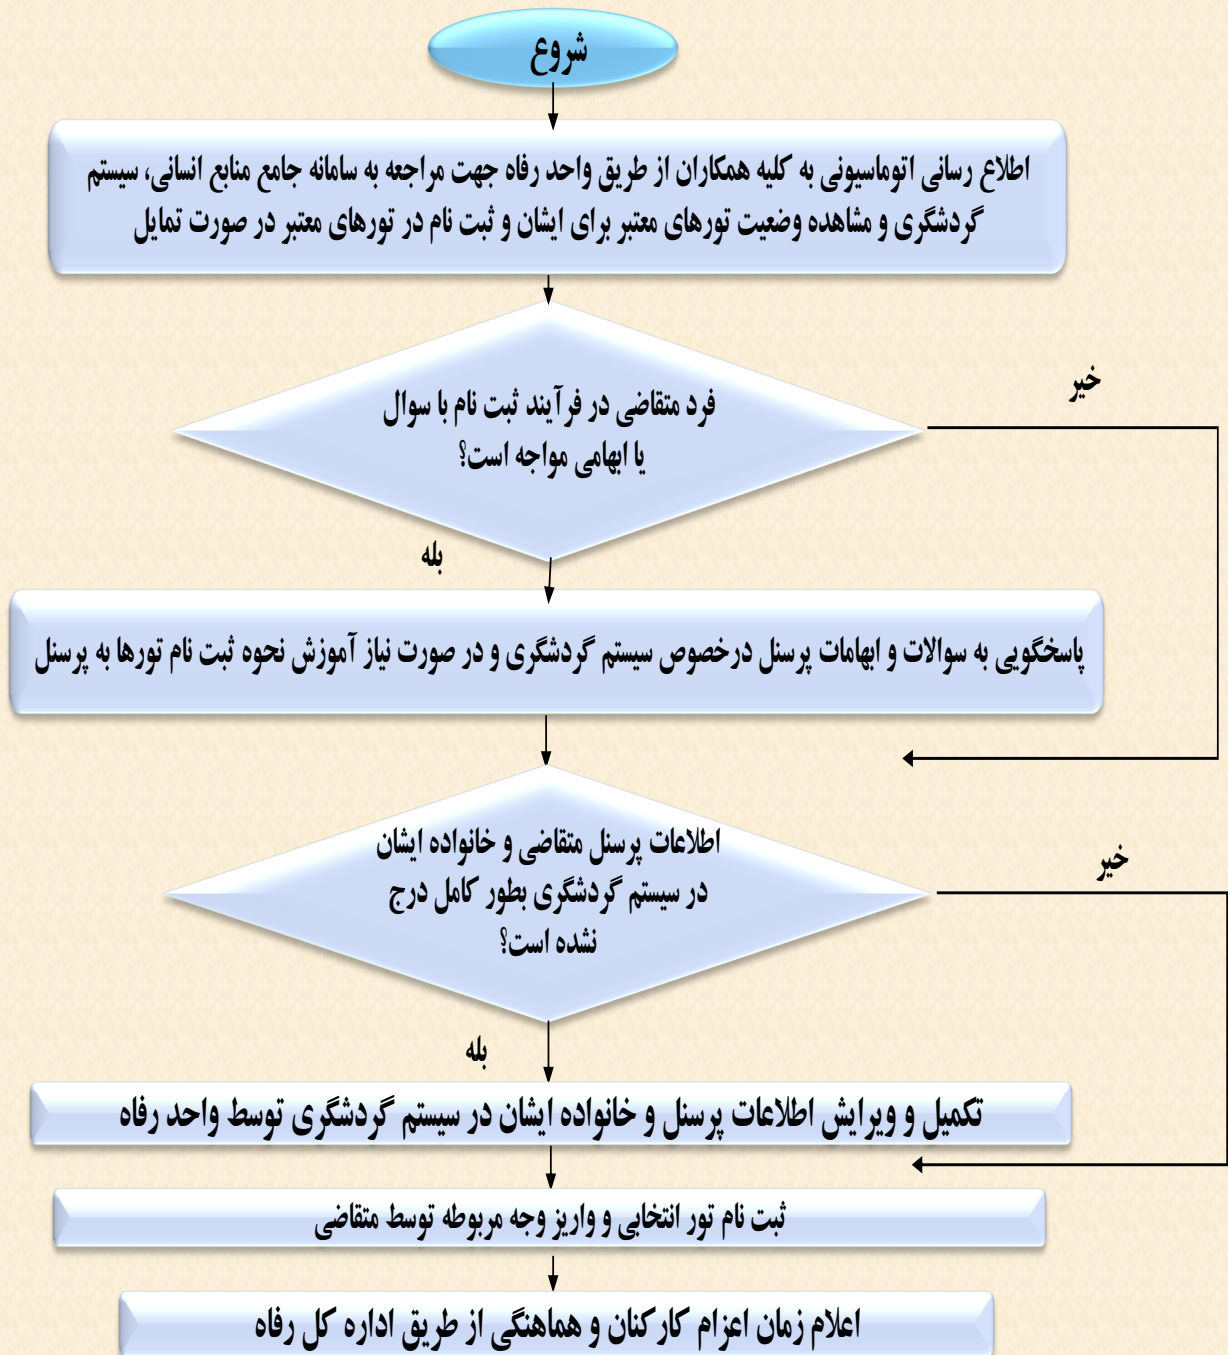 شروع
اطلاع رسانی اتوماسیونی به کلیه همکاران از طریق واحد رفاه جهت مراجعه به سامانه جامع منابع انسانی، سیستم
گردشگری و مشاهده وضعیت تورهای معتبر برای ایشان و ثبت نام در تورهای معتبر در صورت تمایل
فرد متقاضی در فرآیند ثبت نام با سوال
یا ابهامی مواجه است؟
خیر
بله
پاسخگویی به سوالات و ابهامات پرسنل درخصوص سیستم گردشگری و در صورت نیاز آموزش نحوه ثبت نام تورها به پرسنل
اطلاعات پرسنل متقاضی و خانواده ایشان
در سیستم گردشگری بطور کامل درج
نشده است؟
خیر
بله
تکمیل و ویرایش اطلاعات پرسنل و خانواده ایشان در سیستم گردشگری توسط واحد رفاه
ثبت نام تور انتخابی و واریز وجه مربوطه توسط متقاضی
اعلام زمان اعزام کارکنان و هماهنگی از طریق اداره کل رفاه